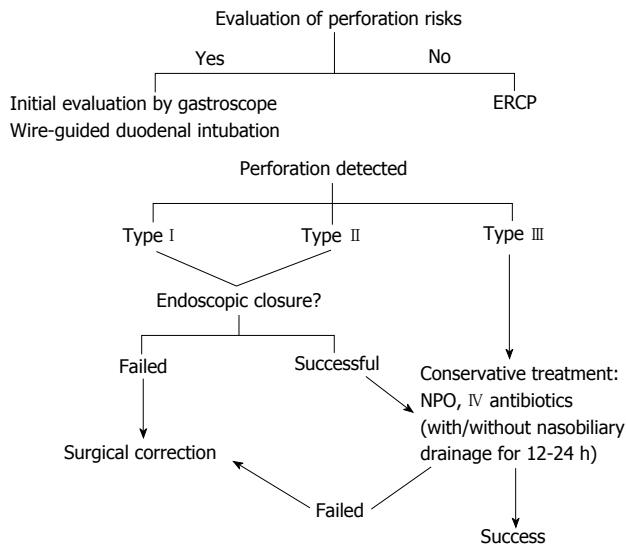 Evaluation of perforation risks
Yes
No
Initial evaluation by gastroscope
Wire-guided duodenal intubation
ERCP
Perforation detected
Type Ⅰ
Type Ⅱ
Type Ⅲ
Endoscopic closure?
Failed
Successful
Conservative treatment:
NPO, Ⅳ antibiotics
(with/without nasobiliary
drainage for 12-24 h)
Surgical correction
Failed
Success